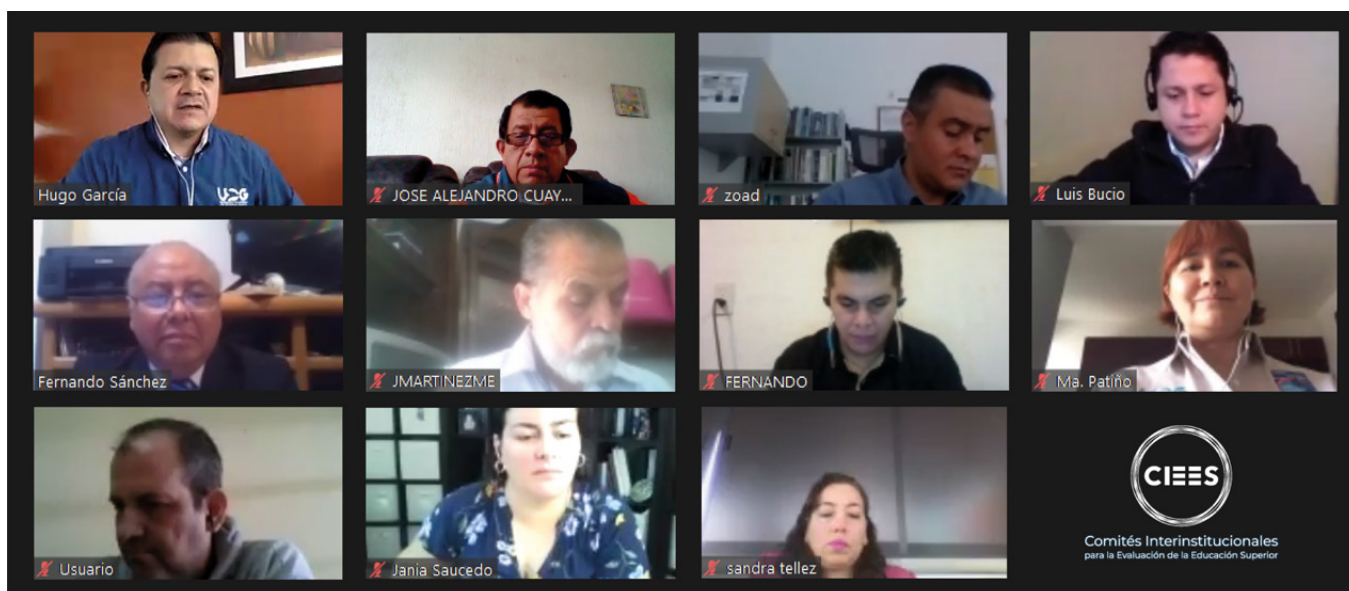 Hugo García
JOSE ALEJANDRO CUAY...
zoad
Luis Bucio
Fernando Sánchez
JMARTINEZME
FERNANDO
Ma. Patiño
Usuario
Jania Saucedo
sandra tellez
CIEES
Comités Interinstitucionales
para la Evaluación de la Educación Superior